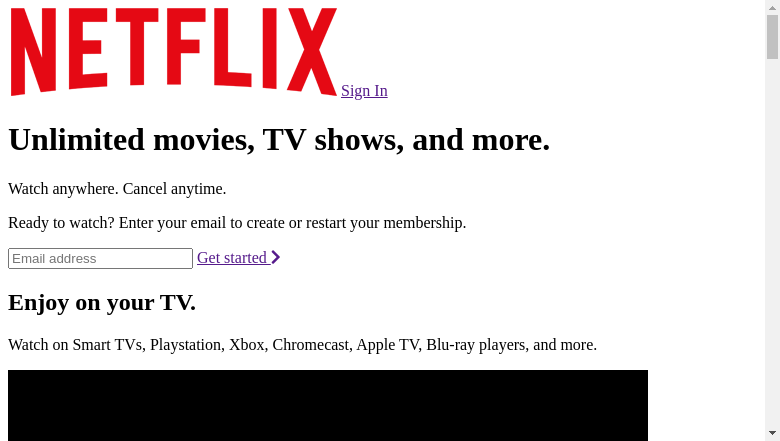 NETFLIX Sign In
Unlimited movies, TV shows, and more.
Watch anywhere. Cancel anytime.
Ready to watch? Enter your email to create or restart your membership.
Email address Get started
Enjoy on your TV.
Watch on Smart TVs, Playstation, Xbox, Chromecast, Apple TV, Blu-ray players, and more.